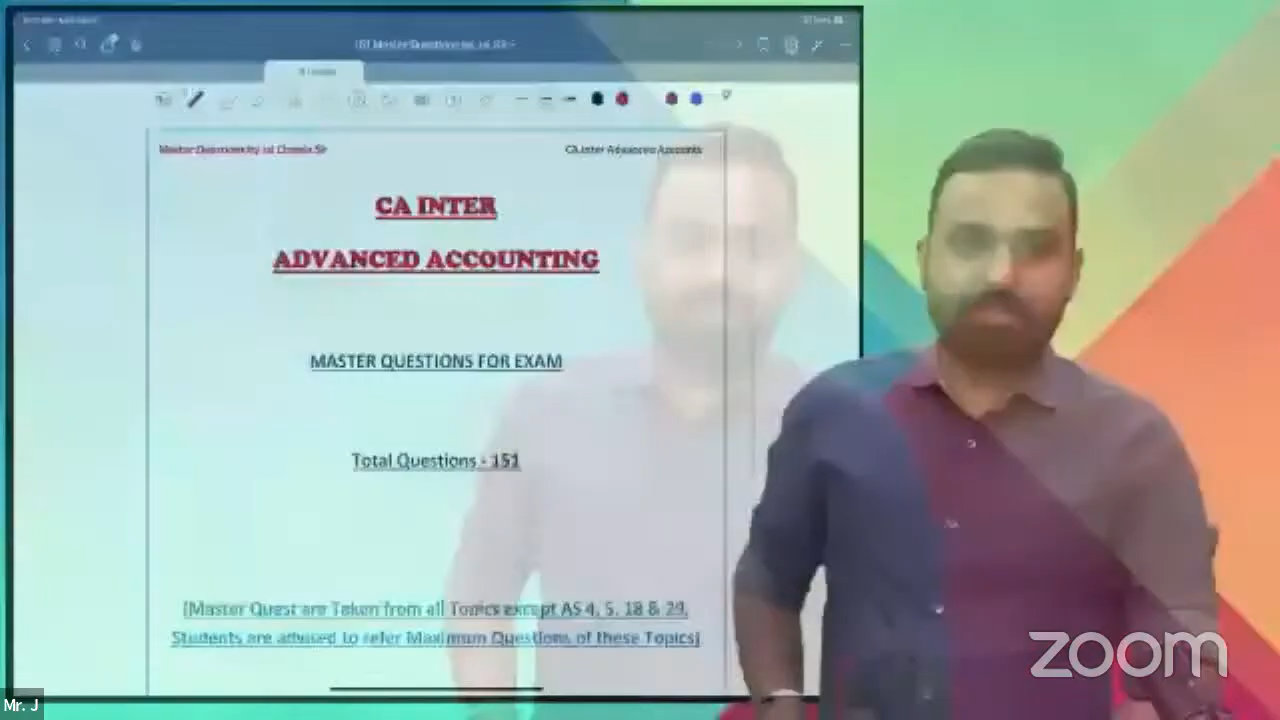 CA Inter Advanced Accounts
CA INTER
ADVANCED ACCOUNTING
MASTER QUESTIONS FOR EXAM
Total Questions - 151
(Master Quest are Taken from all Topics except AS 4, 5, 18 & 29,
Students are advised to refer Maximum Questions of these Topics)
zoom
Mr. J